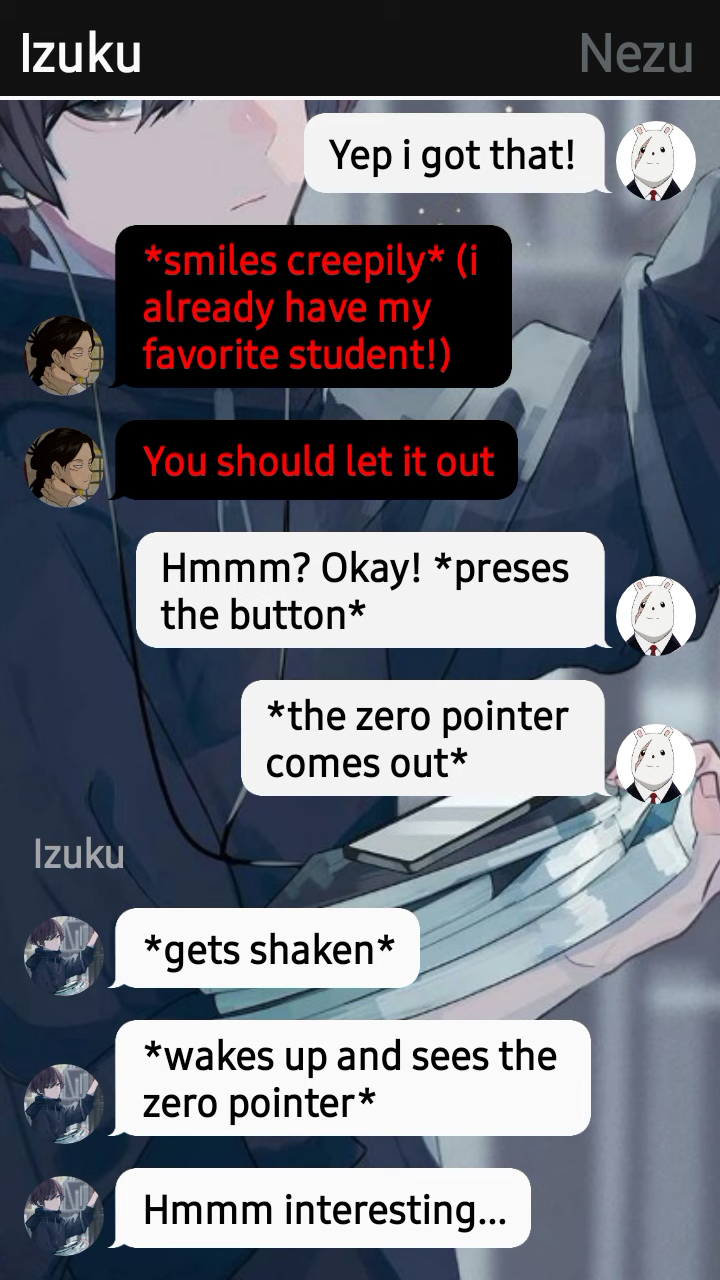 Izuku
Nezu
Yep i got that!
*smiles creepily* (i
already have my
favorite student!)
You should let it out
Hmmm? Okay! *preses
the button*
*the zero pointer
comes out*
Izuku
*gets shaken*
*wakes up and sees the
zero pointer*
Hmmm interesting...